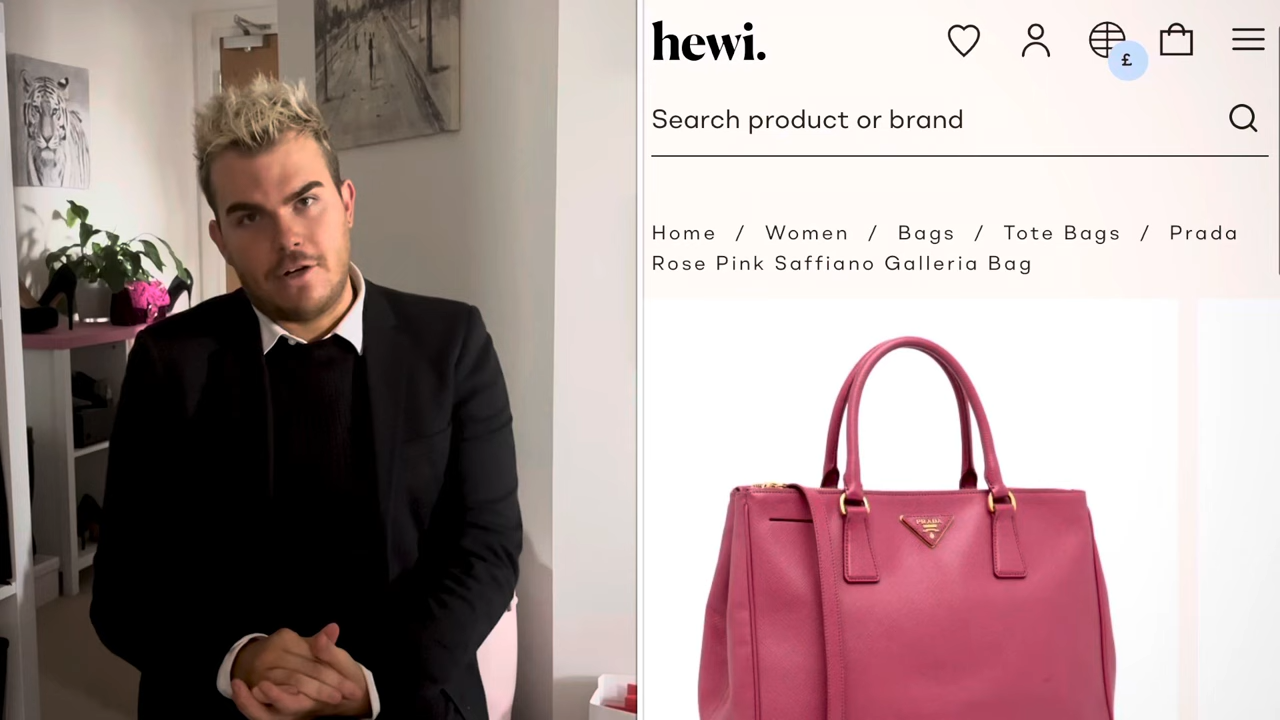 hewi.
£
Search product or brand
Home / Women / Bags / Tote Bags / Prada
Rose Pink Saffiano Galleria Bag
PRADA